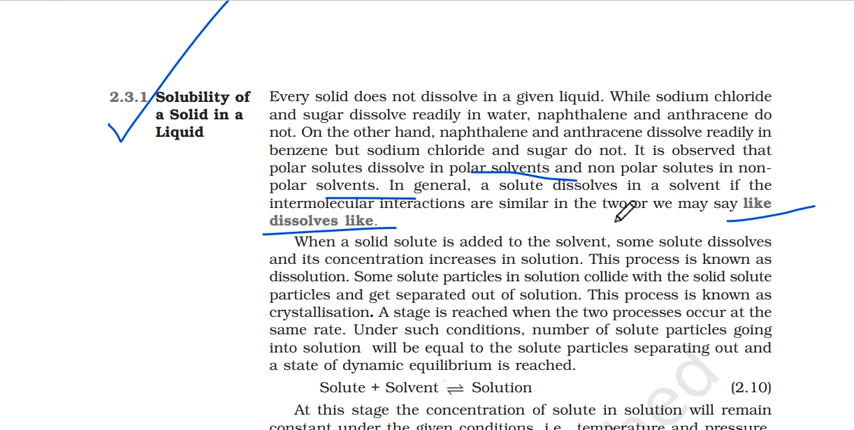 2.3.1 Solubility of
a Solid in a
Liquid
Every solid does not dissolve in a given liquid. While sodium chloride
and sugar dissolve readily in water, naphthalene and anthracene do
not. On the other hand, naphthalene and anthracene dissolve readily in
benzene but sodium chloride and sugar do not. It is observed that
polar solutes dissolve in polar solvents and non polar solutes in non-
polar solvents. In general, a solute dissolves in a solvent if the
intermolecular interactions are similar in the two or we may say like
dissolves like.
When a solid solute is added to the solvent, some solute dissolves
and its concentration increases in solution. This process is known as
dissolution. Some solute particles in solution collide with the solid solute
particles and get separated out of solution. This process is known as
crystallisation. A stage is reached when the two processes occur at the
same rate. Under such conditions, number of solute particles going
into solution will be equal to the solute particles separating out and
a state of dynamic equilibrium is reached.
Solute + Solvent ⇌ Solution (2.10)
At this stage the concentration of solute in solution will remain
constant under the given conditions, i.e., temperature and pressure.
hed